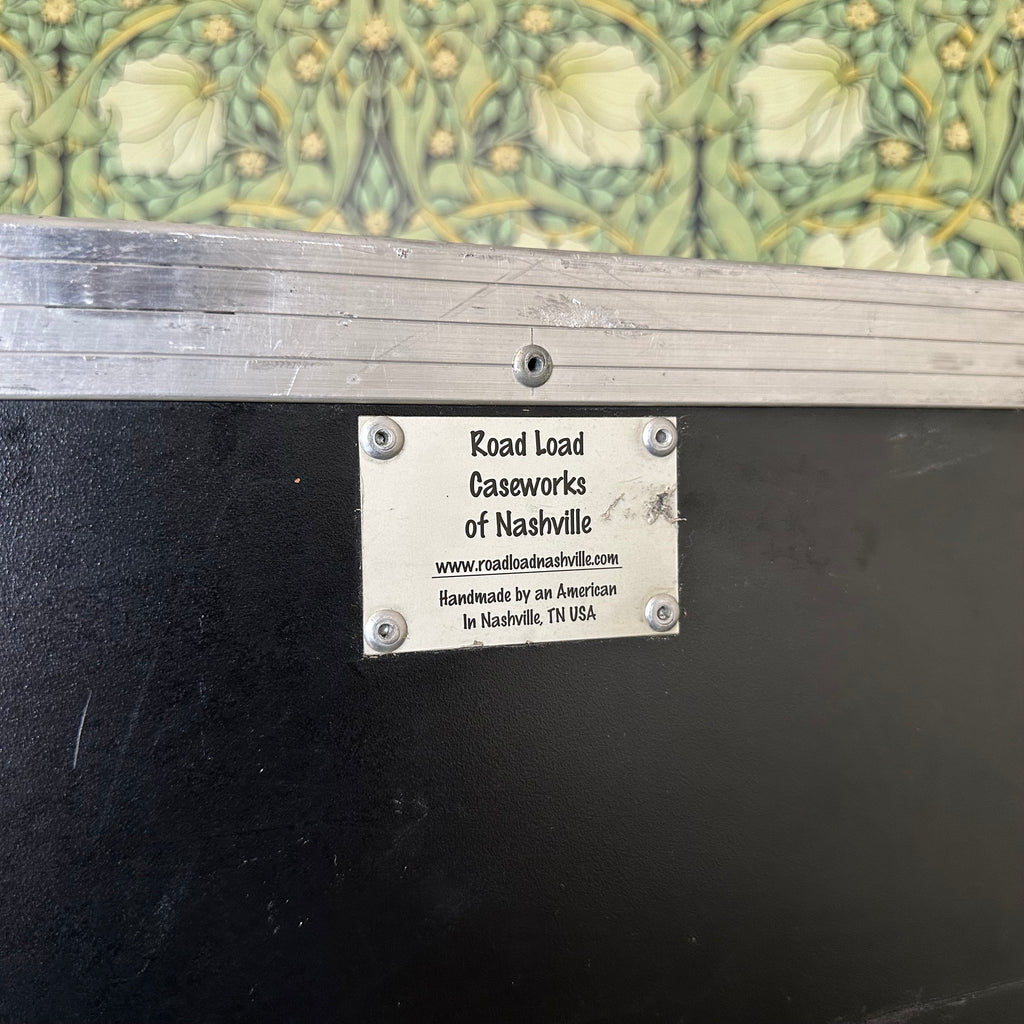 Road Load
Caseworks
of Nashville
www.roadloadnashville.com
Handmade by an American
In Nashville, TN USA